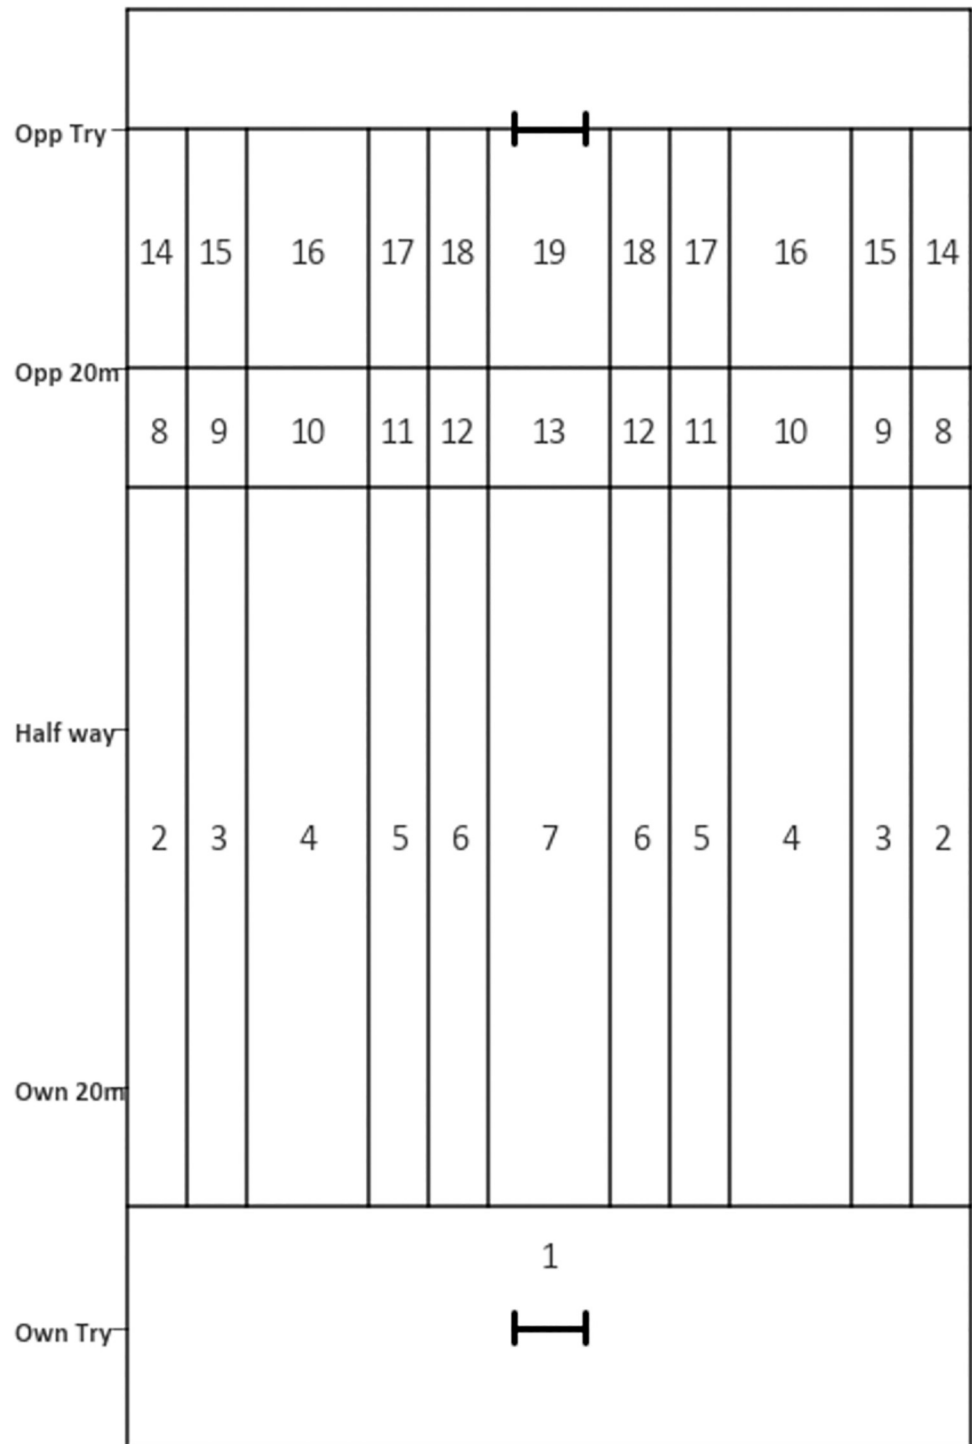 Opp Try
14 15 16 17 18 19 18 17 16 15 14
Opp 20m
8 9 10 11 12 13 12 11 10 9 8
Half way
2 3 4 5 6 7 6 5 4 3 2
Own 20m
1
Own Try